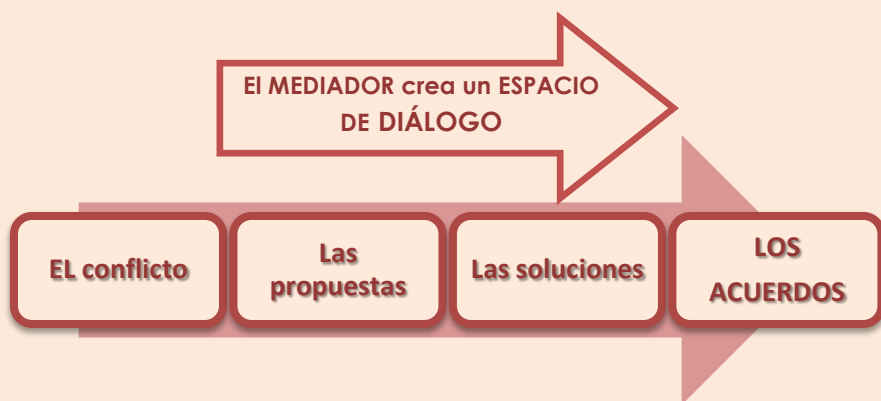 El MEDIADOR crea un ESPACIO
DE DIÁLOGO
EL conflicto
Las
propuestas
Las soluciones
LOS
ACUERDOS